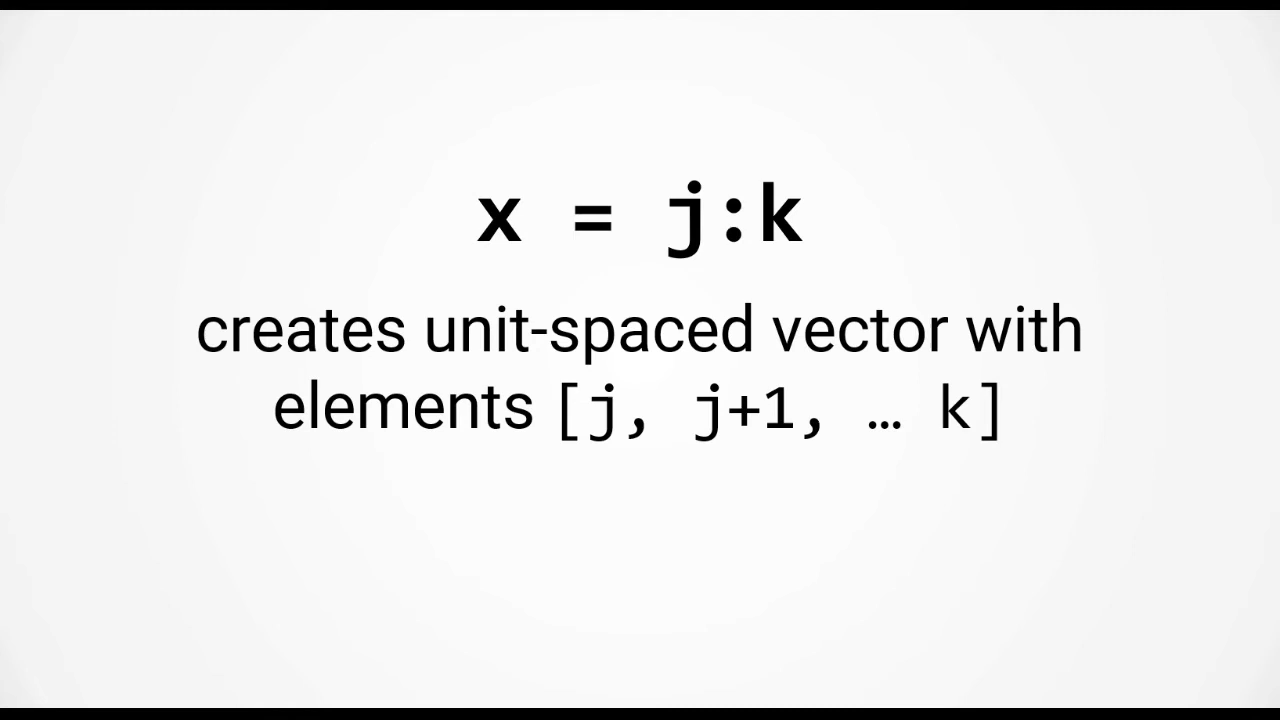 x = j:k
creates unit-spaced vector with
elements [j, j+1, … k]